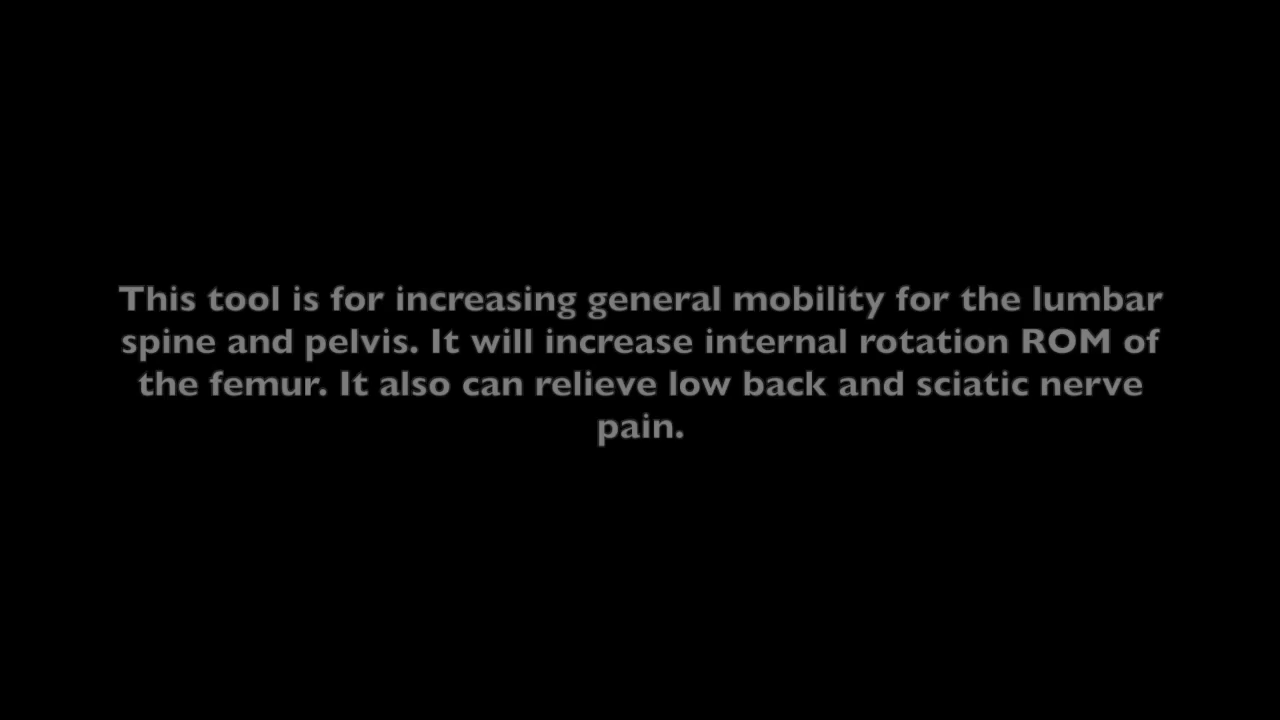 This tool is for increasing general mobility for the lumbar
spine and pelvis. It will increase internal rotation ROM of
the femur. It also can relieve low back and sciatic nerve
pain.